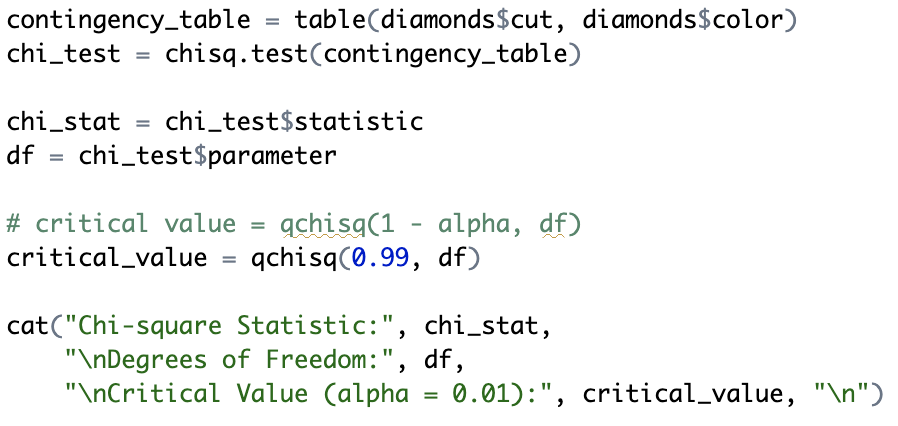 contingency_table = table(diamonds$cut, diamonds$color)
chi_test = chisq.test(contingency_table)
chi_stat = chi_test$statistic
df = chi_test$parameter
# critical value = qchisq(1 - alpha, df)
critical_value = qchisq(0.99, df)
cat("Chi-square Statistic:", chi_stat,
    "\nDegrees of Freedom:", df,
    "\nCritical Value (alpha = 0.01):", critical_value, "\n")